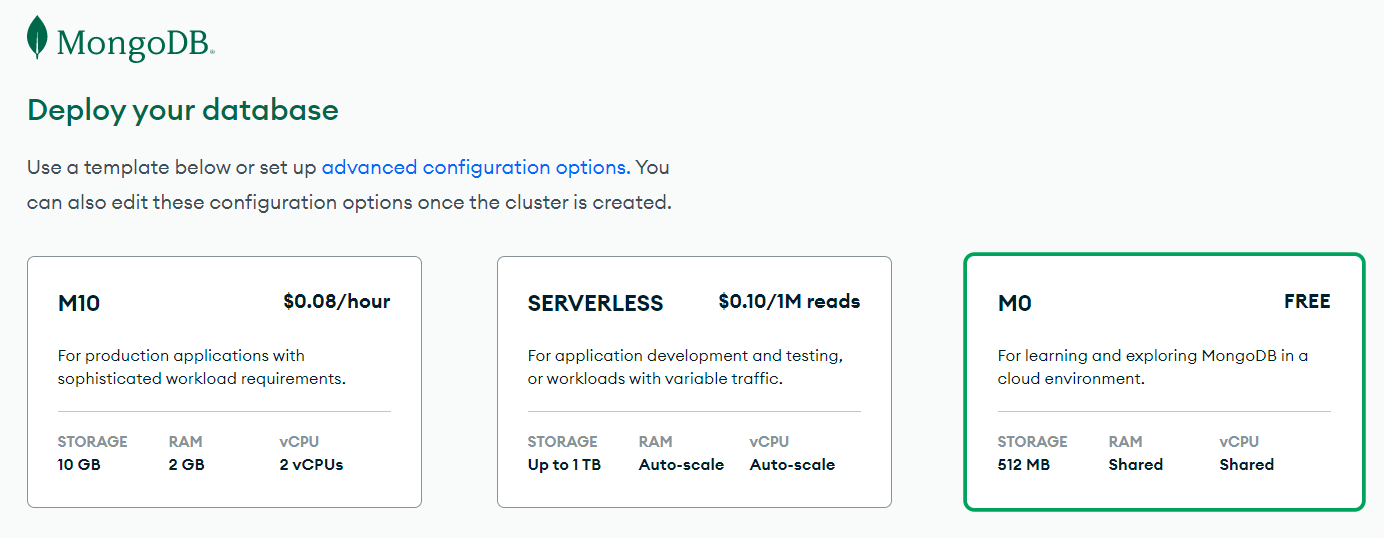 MongoDB®
Deploy your database
Use a template below or set up advanced configuration options. You
can also edit these configuration options once the cluster is created.
M10 $0.08/hour
For production applications with
sophisticated workload requirements.
STORAGE RAM vCPU
10 GB 2 GB 2 vCPUs
SERVERLESS $0.10/1M reads
For application development and testing,
or workloads with variable traffic.
STORAGE RAM vCPU
Up to 1 TB Auto-scale Auto-scale
M0 FREE
For learning and exploring MongoDB in a
cloud environment.
STORAGE RAM vCPU
512 MB Shared Shared